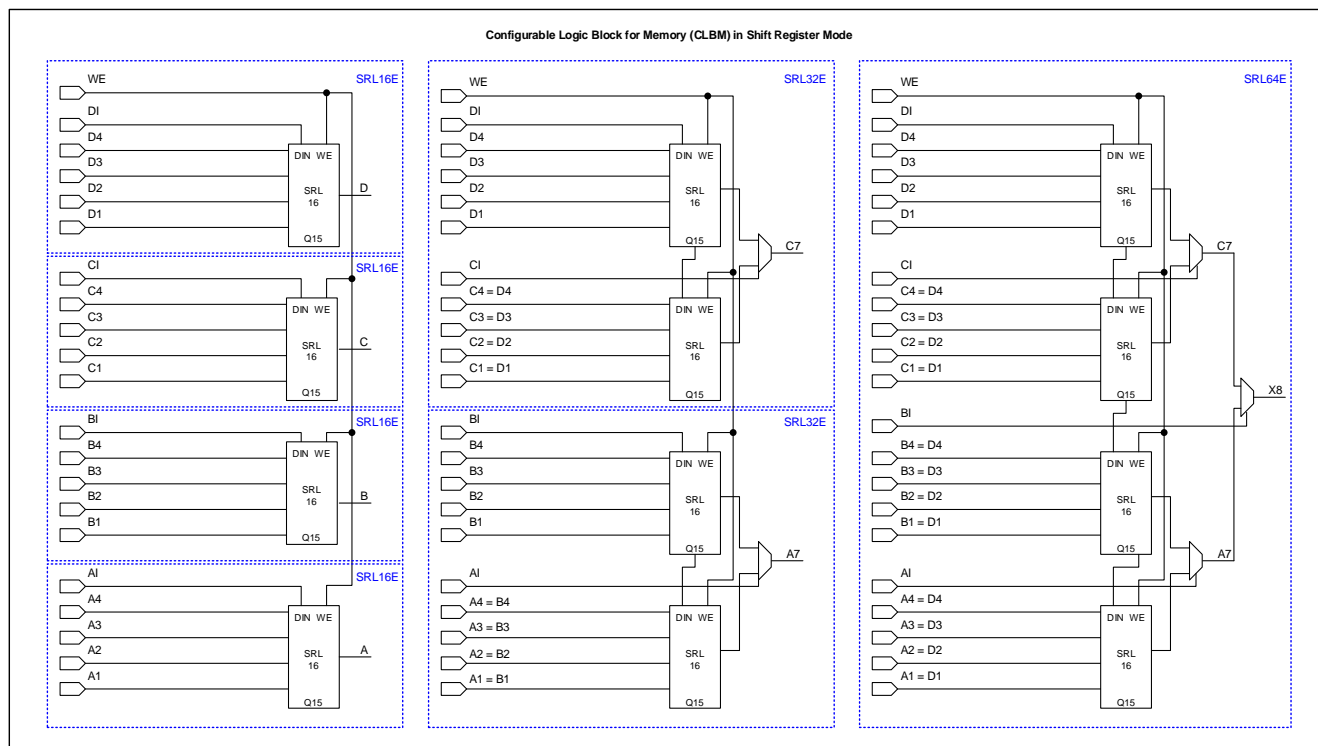 Configurable Logic Block for Memory (CLBM) in Shift Register Mode
SRL16E
WE
DI
D4
D3
D2
D1
DIN WE
SRL
16
Q15
D
SRL16E
CI
C4
C3
C2
C1
DIN WE
SRL
16
Q15
C
SRL16E
BI
B4
B3
B2
B1
DIN WE
SRL
16
Q15
B
SRL16E
AI
A4
A3
A2
A1
DIN WE
SRL
16
Q15
A
SRL32E
WE
DI
D4
D3
D2
D1
DIN WE
SRL
16
Q15
C7
CI
C4 = D4
C3 = D3
C2 = D2
C1 = D1
DIN WE
SRL
16
Q15
SRL32E
BI
B4
B3
B2
B1
DIN WE
SRL
16
Q15
A7
AI
A4 = B4
A3 = B3
A2 = B2
A1 = B1
DIN WE
SRL
16
Q15
SRL64E
WE
DI
D4
D3
D2
D1
DIN WE
SRL
16
Q15
C7
CI
C4 = D4
C3 = D3
C2 = D2
C1 = D1
DIN WE
SRL
16
Q15
X8
BI
B4 = D4
B3 = D3
B2 = D2
B1 = D1
DIN WE
SRL
16
Q15
A7
AI
A4 = D4
A3 = D3
A2 = D2
A1 = D1
DIN WE
SRL
16
Q15